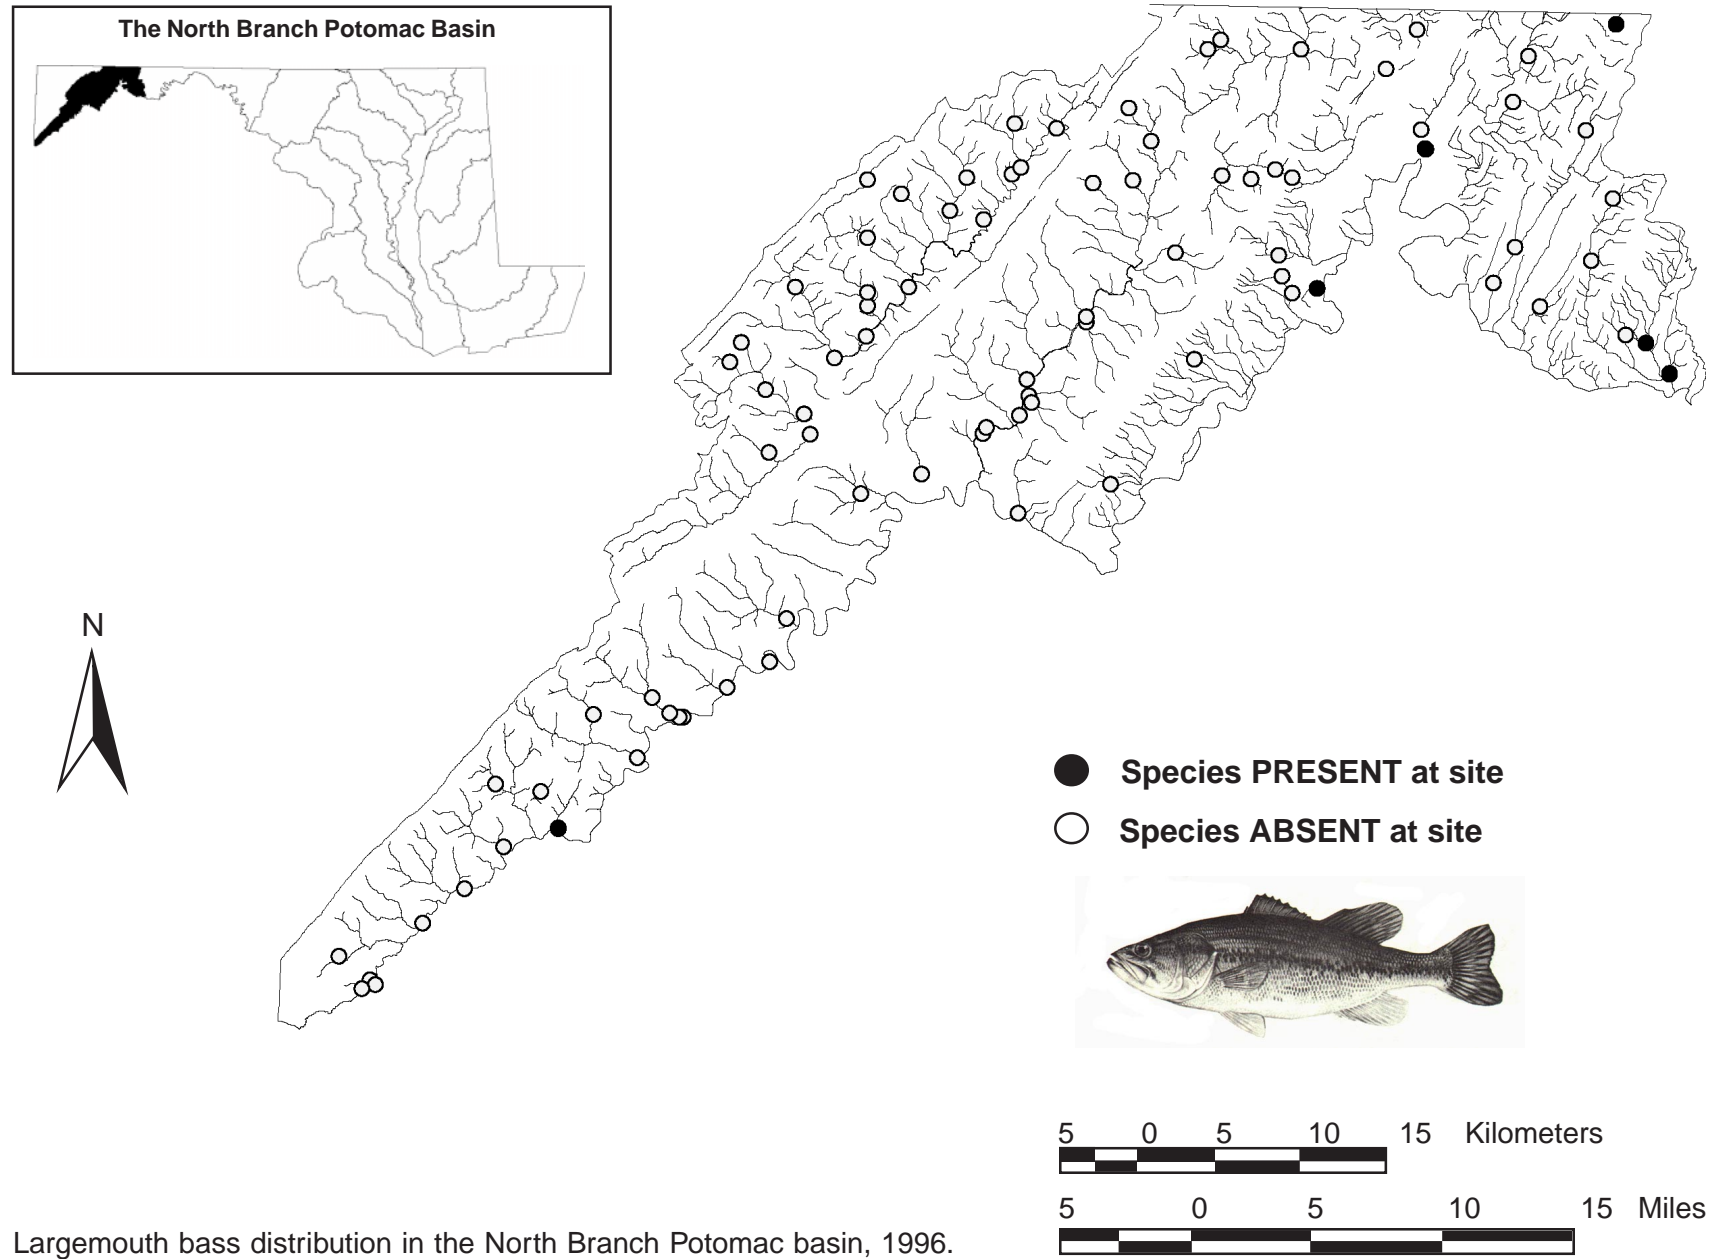 The North Branch Potomac Basin
N
Species PRESENT at site
Species ABSENT at site
5 0 5 10 15 Kilometers
5 0 5 10 15 Miles
Largemouth bass distribution in the North Branch Potomac basin, 1996.